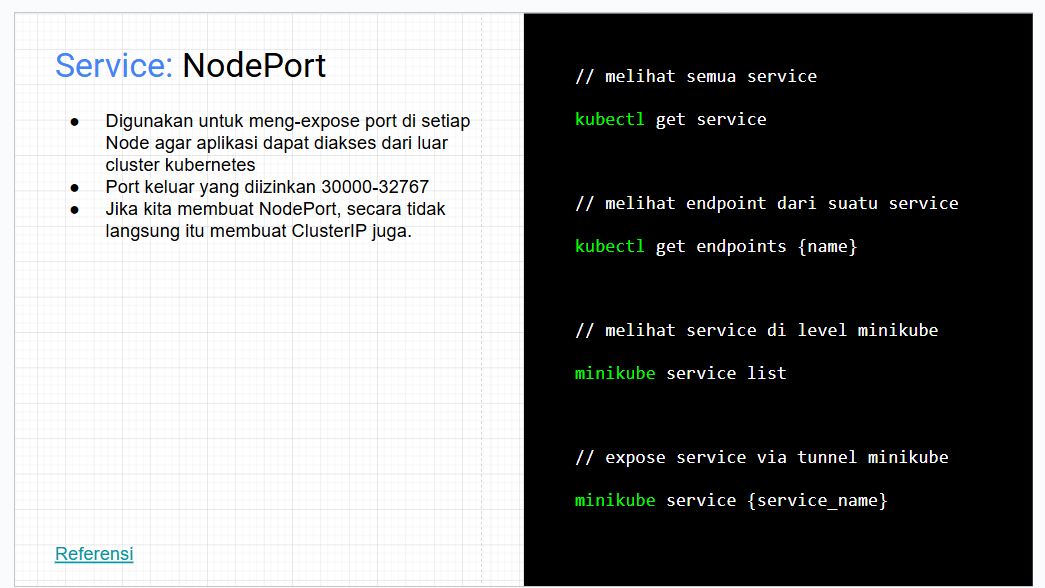 Service: NodePort
● Digunakan untuk meng-expose port di setiap
Node agar aplikasi dapat diakses dari luar
cluster kubernetes
● Port keluar yang diizinkan 30000-32767
● Jika kita membuat NodePort, secara tidak
langsung itu membuat ClusterIP juga.
Referensi
// melihat semua service
kubectl get service
// melihat endpoint dari suatu service
kubectl get endpoints {name}
// melihat service di level minikube
minikube service list
// expose service via tunnel minikube
minikube service {service_name}